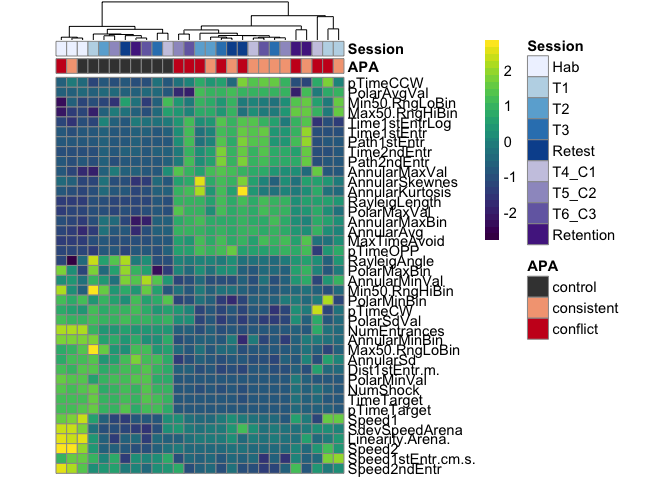 Session
APA
pTimeCCW
PolarAvgVal
Min50.RngLoBin
Max50.RngHiBin
Time1stEntrLog
Time1stEntr
Path1stEntr
Time2ndEntr
Path2ndEntr
AnnularMaxVal
AnnularSkewnes
AnnularKurtosis
RayleigLength
PolarMaxVal
AnnularMaxBin
AnnularAvg
MaxTimeAvoid
pTimeOPP
RayleigAngle
PolarMaxBin
AnnularMinVal
Min50.RngHiBin
PolarMinBin
pTimeCW
PolarSdVal
NumEntrances
AnnularMinBin
Max50.RngLoBin
AnnularSd
Dist1stEntr.m.
PolarMinVal
NumShock
TimeTarget
pTimeTarget
Speed1
SdevSpeedArena
Linearity.Arena.
Speed2
Speed1stEntr.cm.s.
Speed2ndEntr
2
1
0
-1
-2
Session
Hab
T1
T2
T3
Retest
T4_C1
T5_C2
T6_C3
Retention
APA
control
consistent
conflict